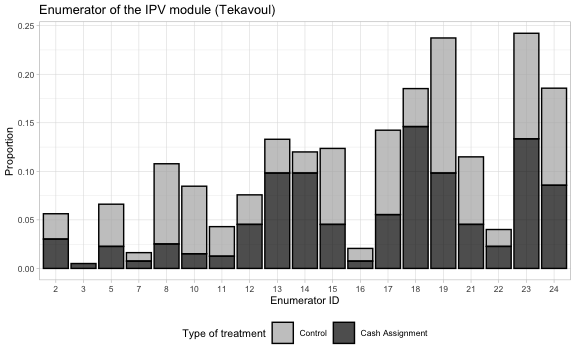 Enumerator of the IPV module (Tekavoul)
Proportion
0.25
0.20
0.15
0.10
0.05
0.00
2 3 5 7 8 10 11 12 13 14 15 16 17 18 19 21 22 23 24
Enumerator ID
Type of treatment Control Cash Assignment